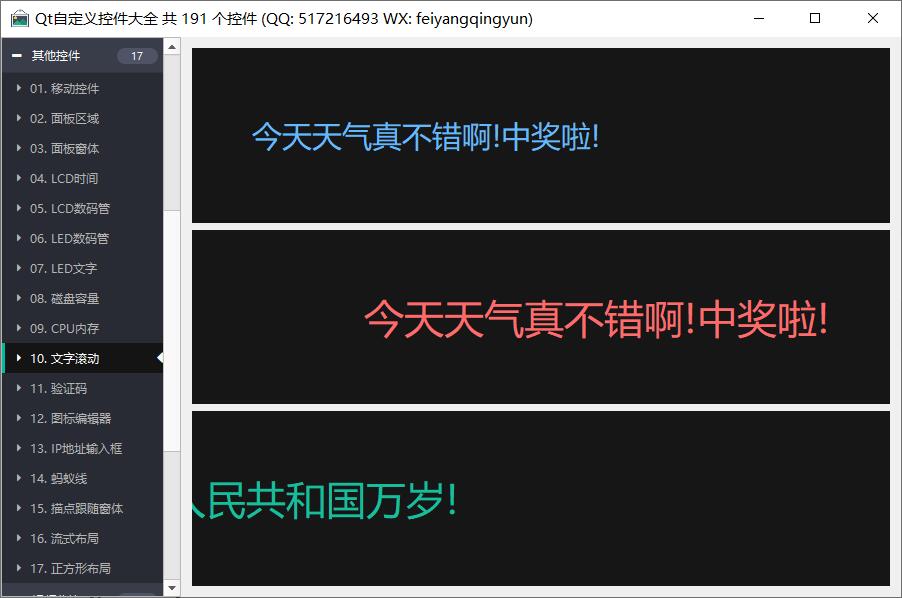 Qt自定义控件大全 共 191 个控件 (QQ: 517216493 WX: feiyangqingyun)
其他控件 17
01. 移动控件
02. 面板区域
03. 面板窗体
04. LCD时间
05. LCD数码管
06. LED数码管
07. LED文字
08. 磁盘容量
09. CPU内存
10. 文字滚动
11. 验证码
12. 图标编辑器
13. IP地址输入框
14. 蚂蚁线
15. 描点跟随窗体
16. 流式布局
17. 正方形布局
今天天气真不错啊!中奖啦!
今天天气真不错啊!中奖啦!
人民共和国万岁!